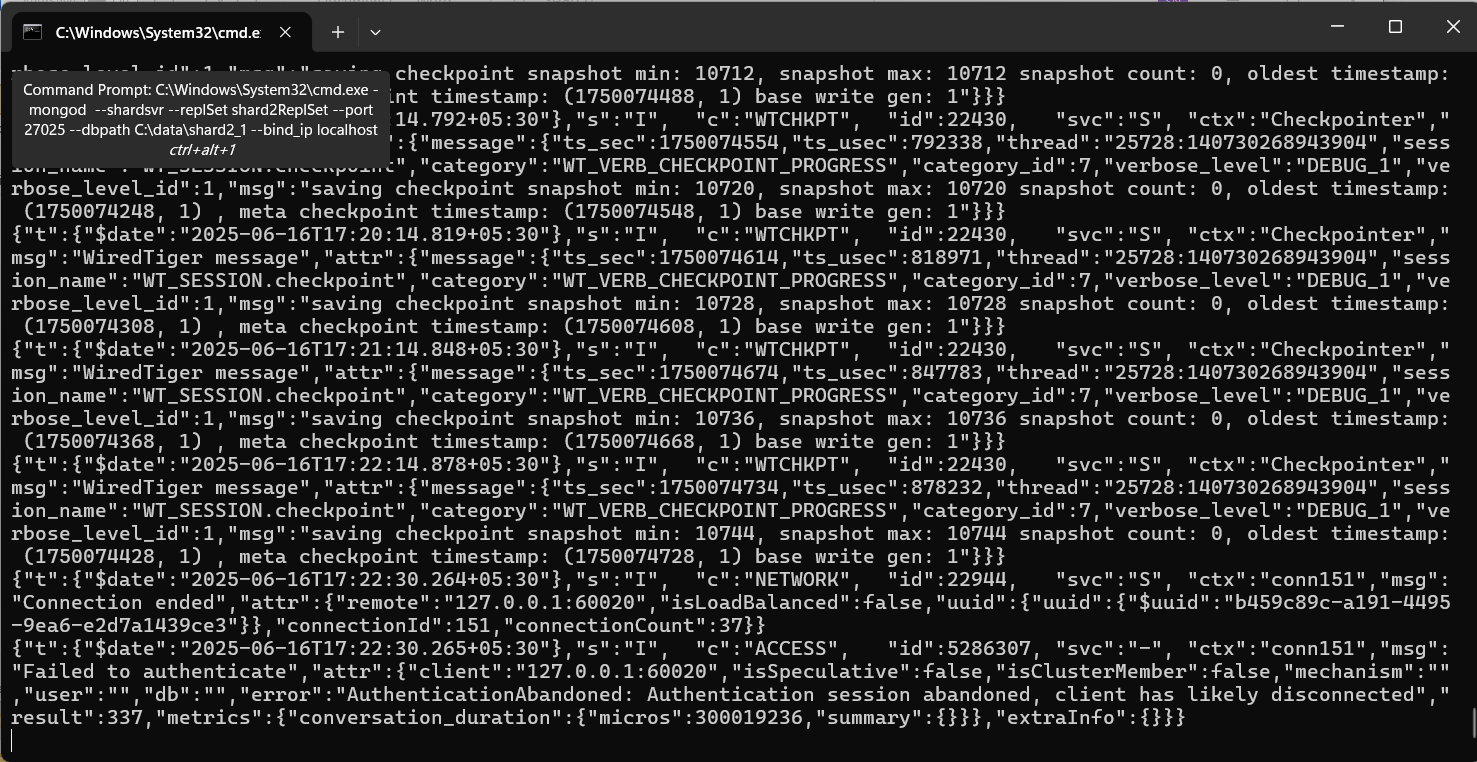 C:\Windows\System32\cmd.e
checkpoint snapshot min: 10712, snapshot max: 10712 snapshot count: 0, oldest timestamp:
Command Prompt: C:\Windows\System32\cmd.exe -
mongod --shardsvr --replSet shard2ReplSet --port
27025 --dbpath C:\data\shard2_1 --bind_ip localhost
ctrl+alt+1
nt timestamp: (1750074488, 1) base write gen: 1"}}}
14.792+05:30"},"s":"I", "c":"WTCHKPT", "id":22430, "svc":"S", "ctx":"Checkpointer","
{"message":{"ts_sec":1750074554,"ts_usec":792338,"thread":"25728:140730268943904","sess
ion_name":"WT_SESSION.checkpoint","category":"WT_VERB_CHECKPOINT_PROGRESS","category_id":7,"verbose_level":"DEBUG_1","ve
rbose_level_id":1,"msg":"saving checkpoint snapshot min: 10720, snapshot max: 10720 snapshot count: 0, oldest timestamp:
(1750074248, 1) , meta checkpoint timestamp: (1750074548, 1) base write gen: 1"}}}
{"t":{"$date":"2025-06-16T17:20:14.819+05:30"},"s":"I", "c":"WTCHKPT", "id":22430, "svc":"S", "ctx":"Checkpointer","
msg":"WiredTiger message","attr":{"message":{"ts_sec":1750074614,"ts_usec":818971,"thread":"25728:140730268943904","sess
ion_name":"WT_SESSION.checkpoint","category":"WT_VERB_CHECKPOINT_PROGRESS","category_id":7,"verbose_level":"DEBUG_1","ve
rbose_level_id":1,"msg":"saving checkpoint snapshot min: 10728, snapshot max: 10728 snapshot count: 0, oldest timestamp:
(1750074308, 1) , meta checkpoint timestamp: (1750074608, 1) base write gen: 1"}}}
{"t":{"$date":"2025-06-16T17:21:14.848+05:30"},"s":"I", "c":"WTCHKPT", "id":22430, "svc":"S", "ctx":"Checkpointer","
msg":"WiredTiger message","attr":{"message":{"ts_sec":1750074674,"ts_usec":847783,"thread":"25728:140730268943904","sess
ion_name":"WT_SESSION.checkpoint","category":"WT_VERB_CHECKPOINT_PROGRESS","category_id":7,"verbose_level":"DEBUG_1","ve
rbose_level_id":1,"msg":"saving checkpoint snapshot min: 10736, snapshot max: 10736 snapshot count: 0, oldest timestamp:
(1750074368, 1) , meta checkpoint timestamp: (1750074668, 1) base write gen: 1"}}}
{"t":{"$date":"2025-06-16T17:22:14.878+05:30"},"s":"I", "c":"WTCHKPT", "id":22430, "svc":"S", "ctx":"Checkpointer","
msg":"WiredTiger message","attr":{"message":{"ts_sec":1750074734,"ts_usec":878232,"thread":"25728:140730268943904","sess
ion_name":"WT_SESSION.checkpoint","category":"WT_VERB_CHECKPOINT_PROGRESS","category_id":7,"verbose_level":"DEBUG_1","ve
rbose_level_id":1,"msg":"saving checkpoint snapshot min: 10744, snapshot max: 10744 snapshot count: 0, oldest timestamp:
(1750074428, 1) , meta checkpoint timestamp: (1750074728, 1) base write gen: 1"}}}
{"t":{"$date":"2025-06-16T17:22:30.264+05:30"},"s":"I", "c":"NETWORK", "id":22944, "svc":"S", "ctx":"conn151","msg":
"Connection ended","attr":{"remote":"127.0.0.1:60020","isLoadBalanced":false,"uuid":{"uuid":{"$uuid":"b459c89c-a191-4495
-9ea6-e2d7a1439ce3"}},"connectionId":151,"connectionCount":37}}
{"t":{"$date":"2025-06-16T17:22:30.265+05:30"},"s":"I", "c":"ACCESS", "id":5286307, "svc":"-", "ctx":"conn151","msg":
"Failed to authenticate","attr":{"client":"127.0.0.1:60020","isSpeculative":false,"isClusterMember":false,"mechanism":""
,"user":"","db":"","error":"AuthenticationAbandoned: Authentication session abandoned, client has likely disconnected","
result":337,"metrics":{"conversation_duration":{"micros":300019236,"summary":{}}},"extraInfo":{}}}